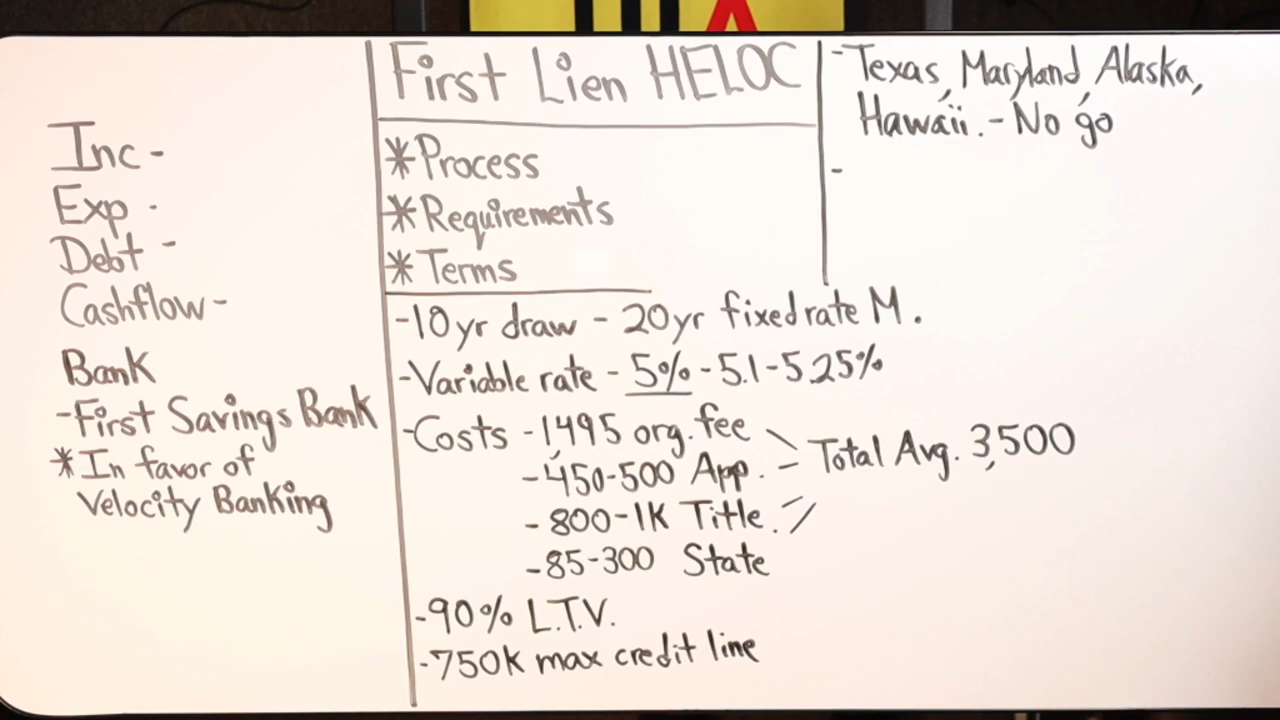 Inc -
Exp -
Debt -
Cashflow -
Bank
- First Savings Bank
* In favor of
Velocity Banking
First Lien HELOC
* Process
* Requirements
* Terms
- 10 yr draw - 20 yr fixed rate M.
- Variable rate - 5% - 5.1 - 5.25%
- Costs - 1,495 org. fee
- 450-500 App.
- 800-1K Title.
- 85-300 State
Total Avg. 3,500
- 90% L.T.V.
- 750K max credit line
- Texas, Maryland, Alaska,
Hawaii. - No go
-